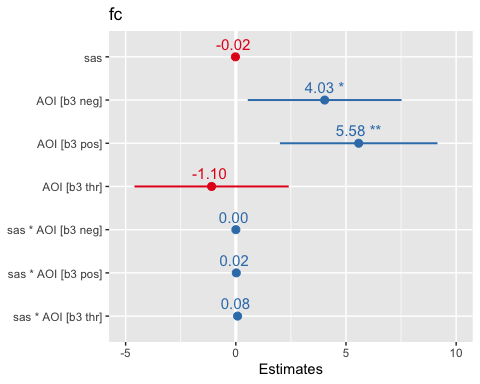 fc
sas
-0.02
AOI [b3 neg]
4.03 *
AOI [b3 pos]
5.58 **
AOI [b3 thr]
-1.10
sas * AOI [b3 neg]
0.00
sas * AOI [b3 pos]
0.02
sas * AOI [b3 thr]
0.08
-5 0 5 10
Estimates